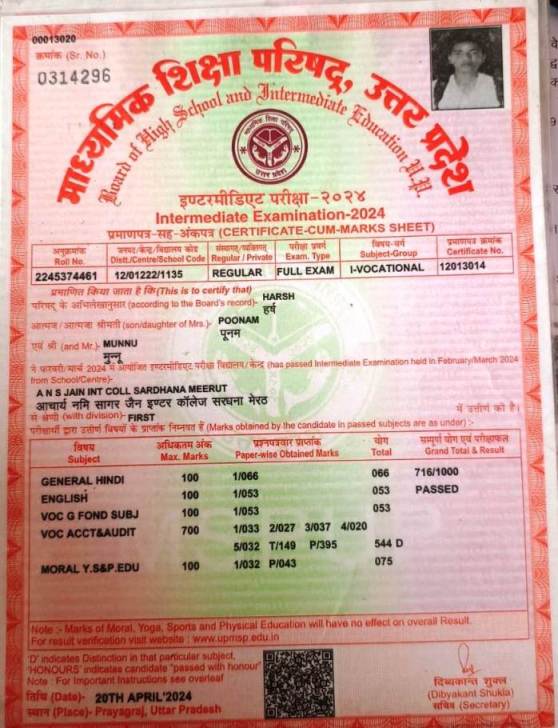 00013020
क्रमांक (Sr. No.)
0314296
माध्यमिक शिक्षा परिषद, उत्तर प्रदेश
Board of High School and Intermediate Education U.P.
इण्टरमीडिएट परीक्षा-२०२४
Intermediate Examination-2024
प्रमाणपत्र-सह-अंकपत्र (CERTIFICATE-CUM-MARKS SHEET)
अनुक्रमांक जनपद/केन्द्र/विद्यालय कोड संस्थागत/व्यक्तिगत परीक्षा प्रवर्ग विषय-वर्ग प्रमाणपत्र क्रमांक
Roll No. Distt./Centre/School Code Regular / Private Exam. Type Subject-Group Certificate No.
2245374461 12/01222/1135 REGULAR FULL EXAM I-VOCATIONAL 12013014
प्रमाणित किया जाता है कि(This is to certify that)
परिषद् के अभिलेखानुसार (according to the Board's record)- HARSH
हर्ष
आत्मज/आत्मजा श्रीमती (son/daughter of Mrs.)- POONAM
पूनम
एवं श्री (and Mr.) MUNNU
मुन्नू
ने फरवरी/मार्च 2024 में आयोजित इण्टरमीडिएट परीक्षा विद्यालय/केन्द्र (has passed Intermediate Examination held in February/March 2024
from School/Centre)-
A N S JAIN INT COLL SARDHANA MEERUT
आचार्य नमि सागर जैन इण्टर कॉलेज सरधना मेरठ
से श्रेणी (with division)- FIRST में उत्तीर्ण की है।
परीक्षार्थी द्वारा उत्तीर्ण विषयों के प्राप्तांक निम्नवत हैं (Marks obtained by the candidate in passed subjects are as under) :-
विषय अधिकतम अंक प्रश्नपत्रवार प्राप्तांक योग सम्पूर्ण योग एवं परीक्षाफल
Subject Max. Marks Paper-wise Obtained Marks Total Grand Total & Result
GENERAL HINDI 100 1/066 066 716/1000
ENGLISH 100 1/053 053 PASSED
VOC G FOND SUBJ 100 1/053 053
VOC ACCT&AUDIT 700 1/033 2/027 3/037 4/020
5/032 T/149 P/395 544 D
MORAL Y.S&P.EDU 100 1/032 P/043 075
Note :- Marks of Moral, Yoga, Sports and Physical Education will have no effect on overall Result.
For result verification visit website : www.upmsp.edu.in
'D' indicates Distinction in that particular subject,
'HONOURS' indicates candidate "passed with honour"
Note : For Important Instructions see overleaf
तिथि (Date)- 20TH APRIL'2024
स्थान (Place)- Prayagraj, Uttar Pradesh
दिब्यकान्त शुक्ल
(Dibyakant Shukla)
सचिव (Secretary)